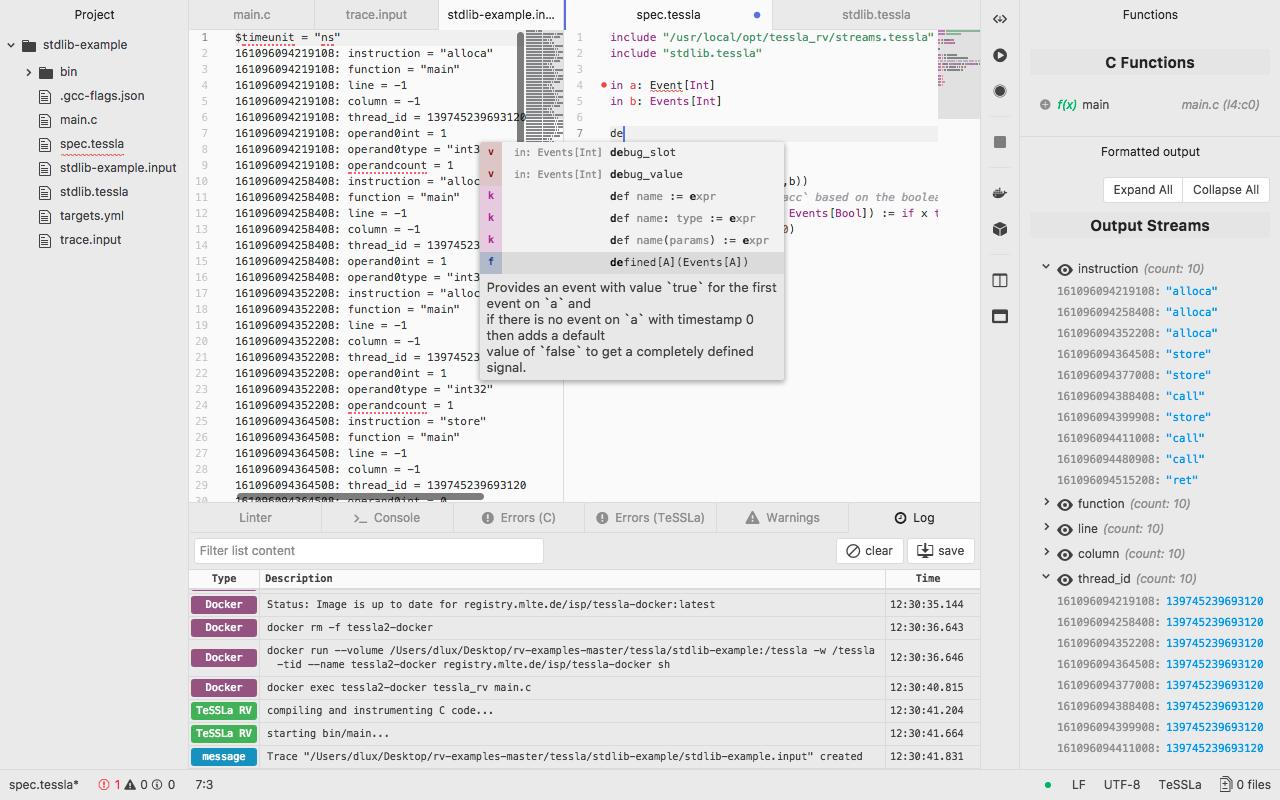 Project
main.c
trace.input
stdlib-example.in...
spec.tessla
stdlib.tessla
Functions
stdlib-example
bin
.gcc-flags.json
main.c
spec.tessla
stdlib-example.input
stdlib.tessla
targets.yml
trace.input
1 $timeunit = "ns"
2 161096094219108: instruction = "alloca"
3 161096094219108: function = "main"
4 161096094219108: line = -1
5 161096094219108: column = -1
6 161096094219108: thread_id = 139745239693120
7 161096094219108: operand0int = 1
8 161096094219108: operand0type = "int3
9 161096094219108: operandcount = 1
10 161096094258408: instruction = "alloc
11 161096094258408: function = "main"
12 161096094258408: line = -1
13 161096094258408: column = -1
14 161096094258408: thread_id = 1397452
15 161096094258408: operand0int = 1
16 161096094258408: operand0type = "int3
17 161096094352208: instruction = "alloc
18 161096094352208: function = "main"
19 161096094352208: line = -1
20 161096094352208: column = -1
21 161096094352208: thread_id = 1397452
22 161096094352208: operand0int = 1
23 161096094352208: operand0type = "int32"
24 161096094352208: operandcount = 1
25 161096094364508: instruction = "store"
26 161096094364508: function = "main"
27 161096094364508: line = -1
28 161096094364508: column = -1
29 161096094364508: thread_id = 139745239693120
30 161096094364508: operand0int = 0
1 include "/usr/local/opt/tessla_rv/streams.tessla"
2 include "stdlib.tessla"
3
4 in a: Event[Int]
5 in b: Events[Int]
6
7 de
,b))
acc` based on the boolea
Events[Bool]) := if x t
0)
v in: Events[Int] debug_slot
v in: Events[Int] debug_value
k def name := expr
k def name: type := expr
k def name(params) := expr
f defined[A](Events[A])
Provides an event with value `true` for the first
event on `a` and
if there is no event on `a` with timestamp 0
then adds a default
value of `false` to get a completely defined
signal.
C Functions
f(x) main main.c (l4:c0)
Formatted output
Expand All
Collapse All
Output Streams
instruction (count: 10)
161096094219108: "alloca"
161096094258408: "alloca"
161096094352208: "alloca"
161096094364508: "store"
161096094377008: "store"
161096094388408: "call"
161096094399908: "store"
161096094411008: "call"
161096094480908: "call"
161096094515208: "ret"
function (count: 10)
line (count: 10)
column (count: 10)
thread_id (count: 10)
161096094219108: 139745239693120
161096094258408: 139745239693120
161096094352208: 139745239693120
161096094364508: 139745239693120
161096094377008: 139745239693120
161096094388408: 139745239693120
161096094399908: 139745239693120
161096094411008: 139745239693120
Linter
Console
Errors (C)
Errors (TeSSLa)
Warnings
Log
Filter list content
clear
save
Type Description Time
Docker Status: Image is up to date for registry.mlte.de/isp/tessla-docker:latest 12:30:35.144
Docker docker rm -f tessla2-docker 12:30:36.643
Docker docker run --volume /Users/dlux/Desktop/rv-examples-master/tessla/stdlib-example:/tessla -w /tessla 12:30:36.646
-tid --name tessla2-docker registry.mlte.de/isp/tessla-docker sh
Docker docker exec tessla2-docker tessla_rv main.c 12:30:40.815
TeSSLa RV compiling and instrumenting C code... 12:30:41.204
TeSSLa RV starting bin/main... 12:30:41.664
message Trace "/Users/dlux/Desktop/rv-examples-master/tessla/stdlib-example/stdlib-example.input" created 12:30:41.831
spec.tessla* 1 0 0 7:3 LF UTF-8 TeSSLa 0 files